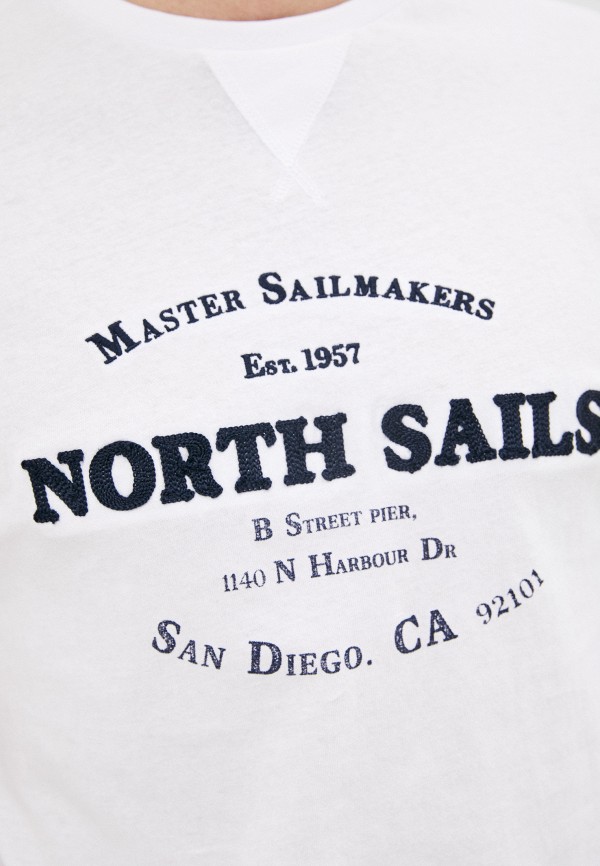 MASTER SAILMAKERS
EST. 1957
NORTH SAILS
B STREET PIER,
1140 N HARBOUR DR
SAN DIEGO. CA 92101